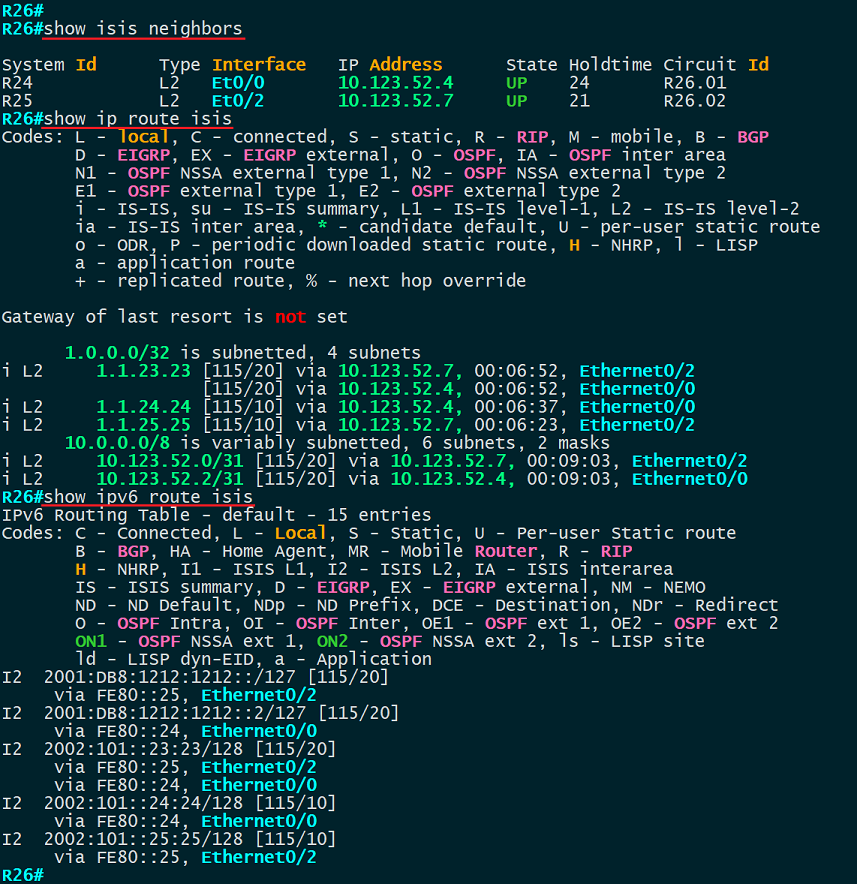 R26#
R26#show isis neighbors
System Id Type Interface IP Address State Holdtime Circuit Id
R24 L2 Et0/0 10.123.52.4 UP 24 R26.01
R25 L2 Et0/2 10.123.52.7 UP 21 R26.02
R26#show ip route isis
Codes: L - local, C - connected, S - static, R - RIP, M - mobile, B - BGP
D - EIGRP, EX - EIGRP external, O - OSPF, IA - OSPF inter area
N1 - OSPF NSSA external type 1, N2 - OSPF NSSA external type 2
E1 - OSPF external type 1, E2 - OSPF external type 2
i - IS-IS, su - IS-IS summary, L1 - IS-IS level-1, L2 - IS-IS level-2
ia - IS-IS inter area, * - candidate default, U - per-user static route
o - ODR, P - periodic downloaded static route, H - NHRP, l - LISP
a - application route
+ - replicated route, % - next hop override
Gateway of last resort is not set
1.0.0.0/32 is subnetted, 4 subnets
i L2 1.1.23.23 [115/20] via 10.123.52.7, 00:06:52, Ethernet0/2
[115/20] via 10.123.52.4, 00:06:52, Ethernet0/0
i L2 1.1.24.24 [115/10] via 10.123.52.4, 00:06:37, Ethernet0/0
i L2 1.1.25.25 [115/10] via 10.123.52.7, 00:06:23, Ethernet0/2
10.0.0.0/8 is variably subnetted, 6 subnets, 2 masks
i L2 10.123.52.0/31 [115/20] via 10.123.52.7, 00:09:03, Ethernet0/2
i L2 10.123.52.2/31 [115/20] via 10.123.52.4, 00:09:03, Ethernet0/0
R26#show ipv6 route isis
IPv6 Routing Table - default - 15 entries
Codes: C - Connected, L - Local, S - Static, U - Per-user Static route
B - BGP, HA - Home Agent, MR - Mobile Router, R - RIP
H - NHRP, I1 - ISIS L1, I2 - ISIS L2, IA - ISIS interarea
IS - ISIS summary, D - EIGRP, EX - EIGRP external, NM - NEMO
ND - ND Default, NDp - ND Prefix, DCE - Destination, NDr - Redirect
O - OSPF Intra, OI - OSPF Inter, OE1 - OSPF ext 1, OE2 - OSPF ext 2
ON1 - OSPF NSSA ext 1, ON2 - OSPF NSSA ext 2, ls - LISP site
ld - LISP dyn-EID, a - Application
I2 2001:DB8:1212:1212::/127 [115/20]
via FE80::25, Ethernet0/2
I2 2001:DB8:1212:1212::2/127 [115/20]
via FE80::24, Ethernet0/0
I2 2002:101::23:23/128 [115/20]
via FE80::25, Ethernet0/2
via FE80::24, Ethernet0/0
I2 2002:101::24:24/128 [115/10]
via FE80::24, Ethernet0/0
I2 2002:101::25:25/128 [115/10]
via FE80::25, Ethernet0/2
R26#